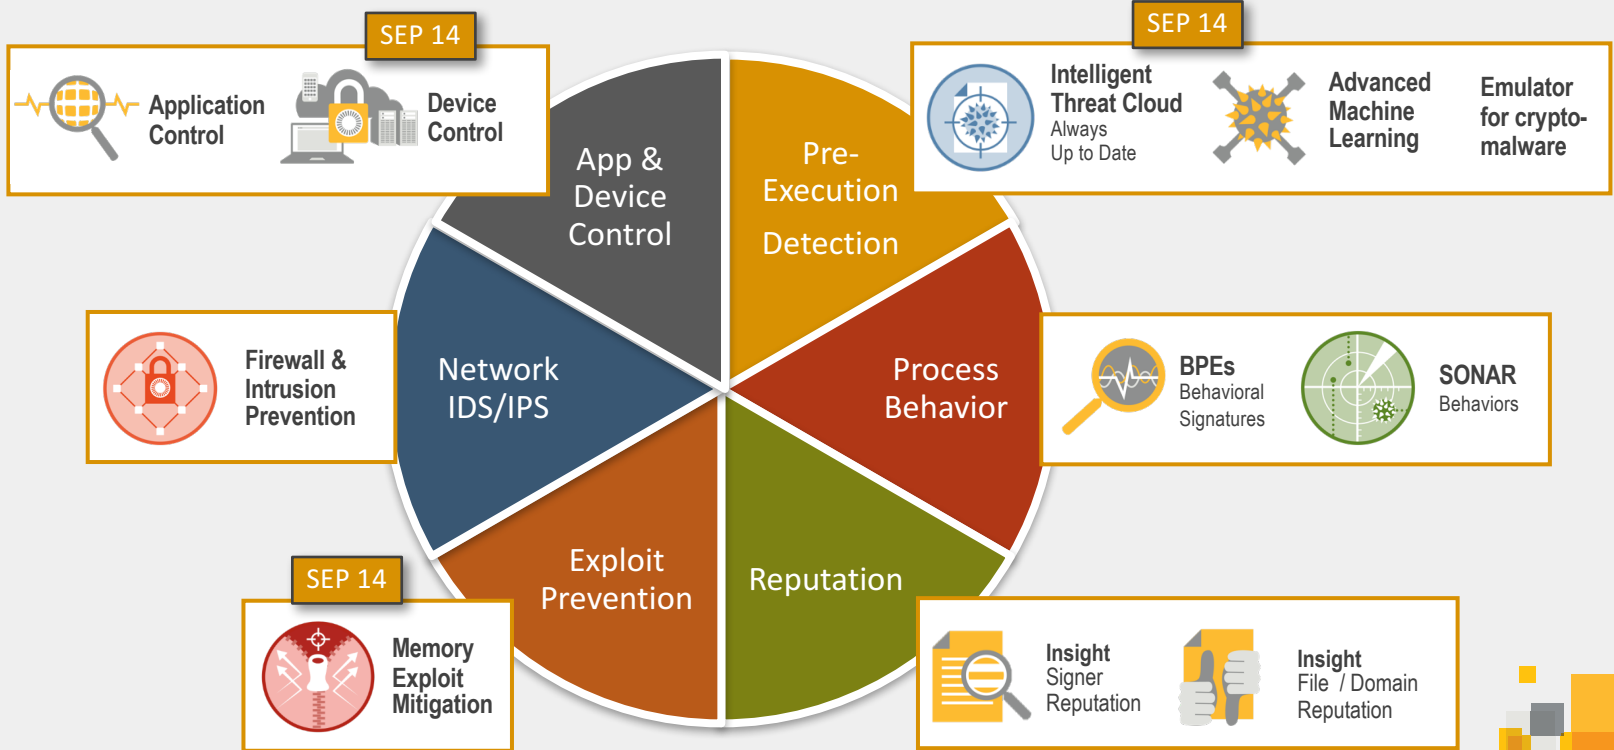 SEP 14
Application
Control
Device
Control
SEP 14
Intelligent
Threat Cloud
Always
Up to Date
Advanced
Machine
Learning
Emulator
for crypto-
malware
App &
Device
Control
Pre-
Execution
Detection
Firewall &
Intrusion
Prevention
Network
IDS/IPS
Process
Behavior
BPEs
Behavioral
Signatures
SONAR
Behaviors
SEP 14
Memory
Exploit
Mitigation
Exploit
Prevention
Reputation
Insight
Signer
Reputation
Insight
File / Domain
Reputation